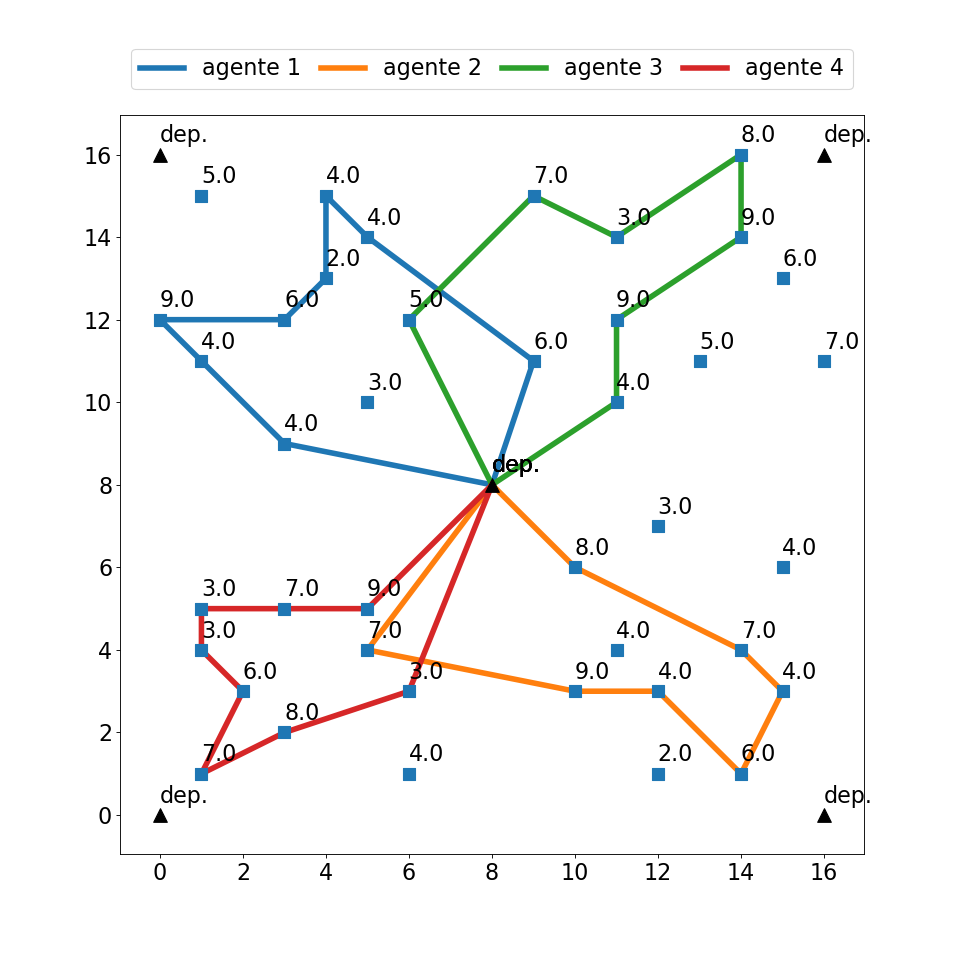 agente 1 agente 2 agente 3 agente 4
dep. 8.0 dep.
5.0 4.0 7.0
4.0 3.0 9.0
2.0 6.0
9.0 6.0 5.0 9.0
4.0 6.0 5.0 7.0
3.0 4.0
4.0
dep.
3.0
8.0 4.0
3.0 7.0 9.0
3.0 7.0 4.0 7.0
6.0 3.0 9.0 4.0 4.0
8.0
7.0 4.0 2.0 6.0
dep. dep.
16
14
12
10
8
6
4
2
0
0 2 4 6 8 10 12 14 16